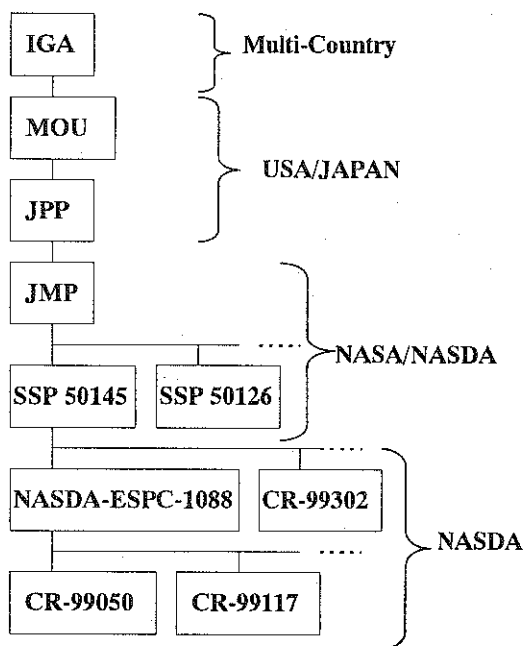 IGA
Multi-Country
MOU
USA/JAPAN
JPP
JMP
NASA/NASDA
SSP 50145
SSP 50126
NASDA-ESPC-1088
CR-99302
NASDA
CR-99050
CR-99117